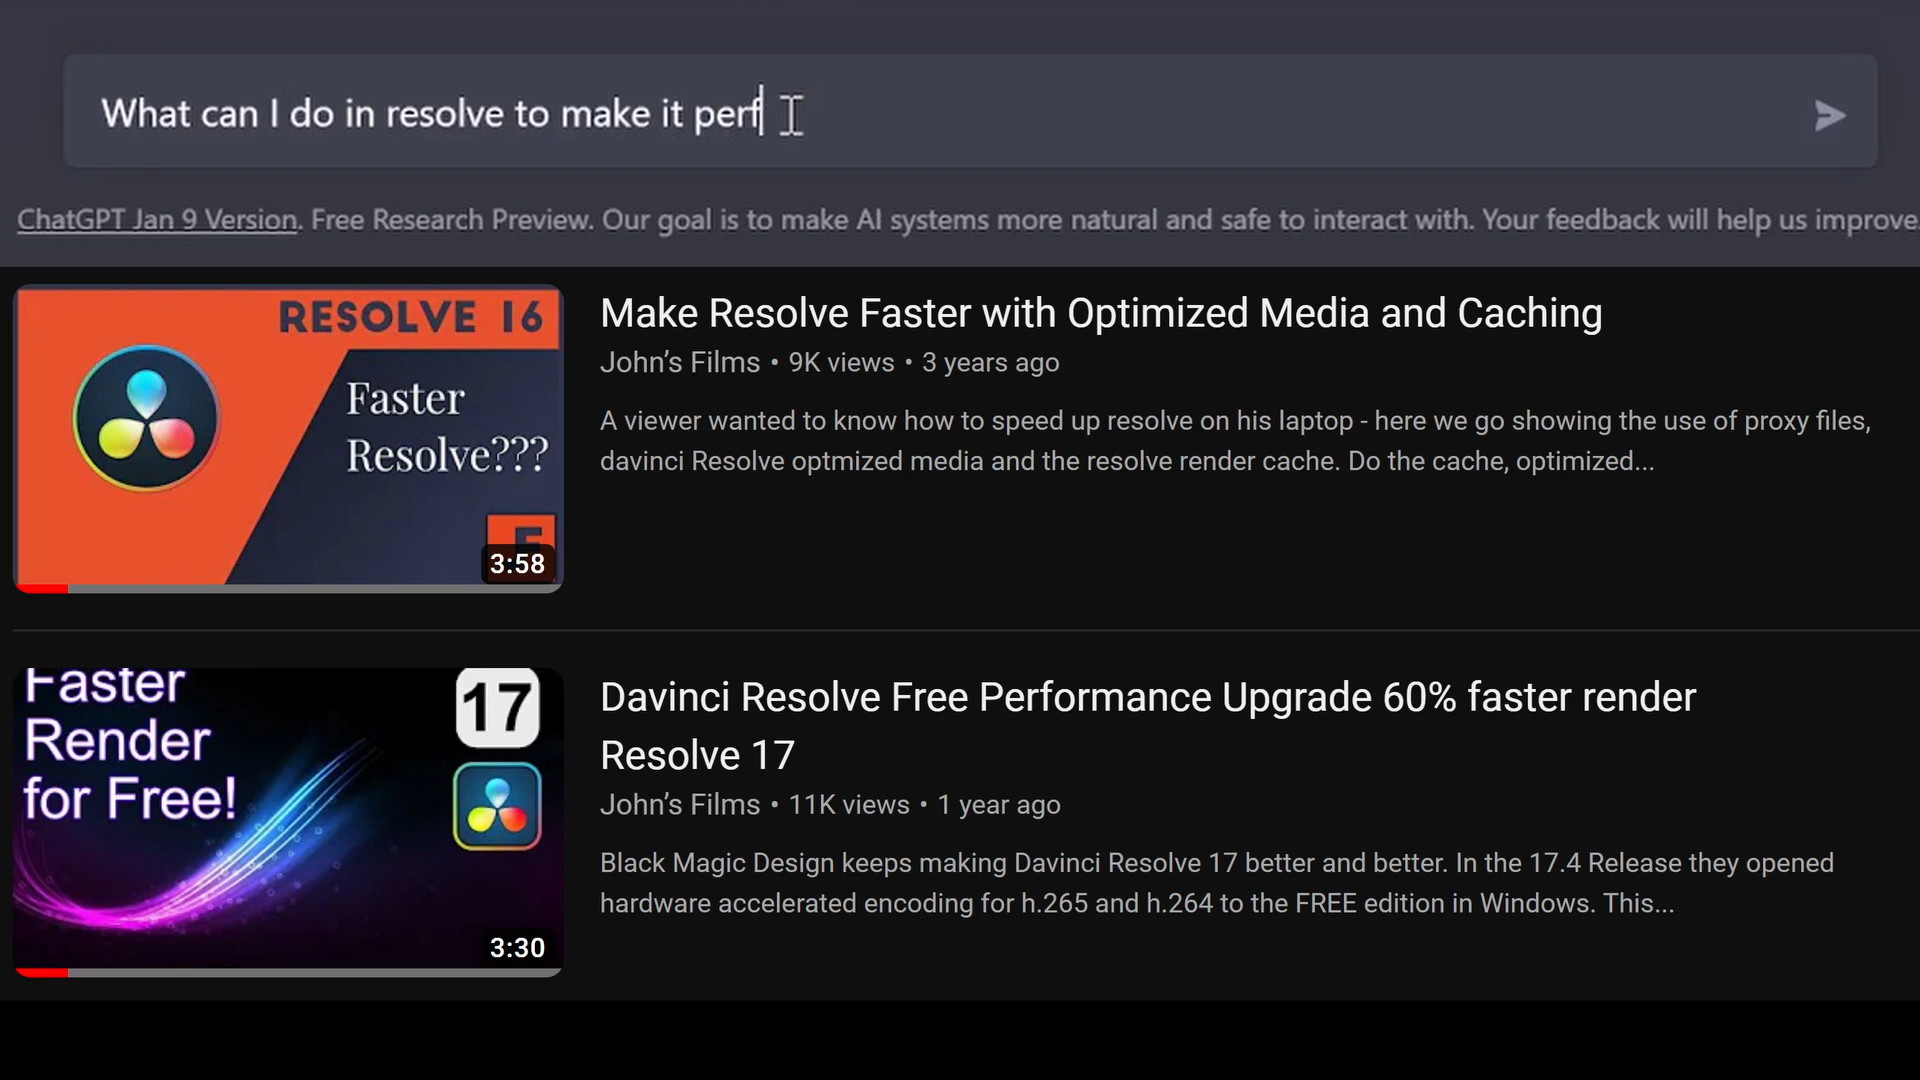 What can I do in resolve to make it perf
ChatGPT Jan 9 Version. Free Research Preview. Our goal is to make AI systems more natural and safe to interact with. Your feedback will help us improve.
RESOLVE 16
Faster
Resolve???
3:58
Make Resolve Faster with Optimized Media and Caching
John’s Films • 9K views • 3 years ago
A viewer wanted to know how to speed up resolve on his laptop - here we go showing the use of proxy files,
davinci Resolve optmized media and the resolve render cache. Do the cache, optimized...
Faster
Render
for Free!
17
3:30
Davinci Resolve Free Performance Upgrade 60% faster render
Resolve 17
John’s Films • 11K views • 1 year ago
Black Magic Design keeps making Davinci Resolve 17 better and better. In the 17.4 Release they opened
hardware accelerated encoding for h.265 and h.264 to the FREE edition in Windows. This...